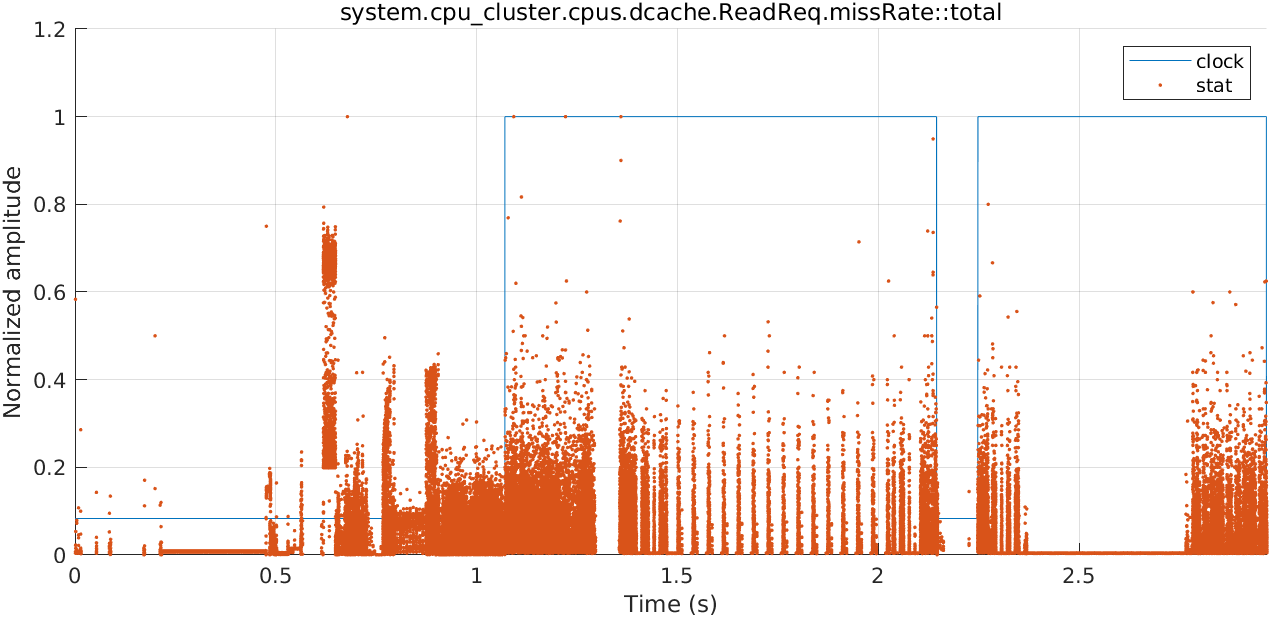 system.cpu_cluster.cpus.dcache.ReadReq.missRate::total
1.2
1
0.8
0.6
0.4
0.2
0
Normalized amplitude
clock
stat
0 0.5 1 1.5 2 2.5
Time (s)